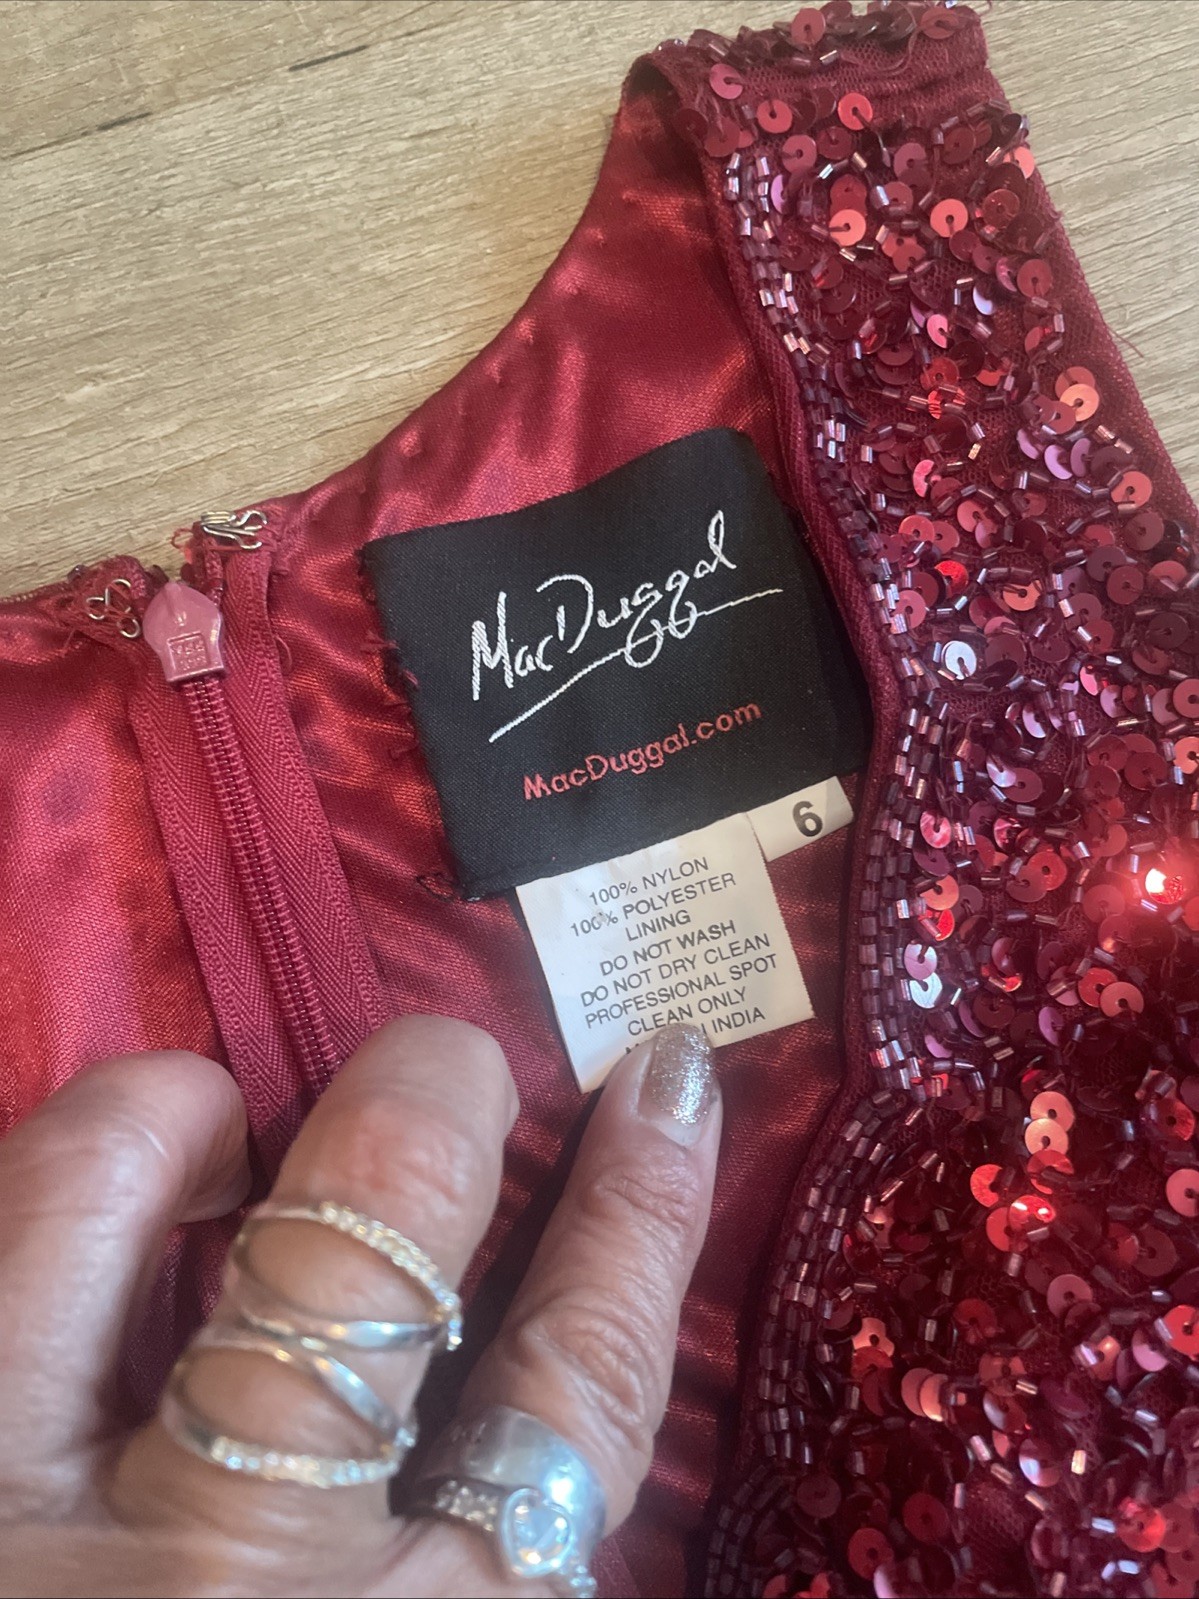 MacDuggal
MacDuggal.com
6
100% NYLON
100% POLYESTER
LINING
DO NOT WASH
DO NOT DRY CLEAN
PROFESSIONAL SPOT
CLEAN ONLY
INDIA